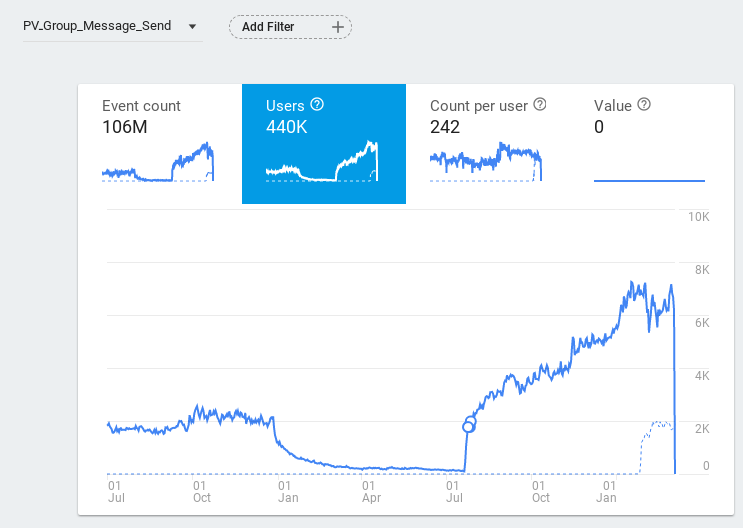 PV_Group_Message_Send
Add Filter
Event count
106M
Users
440K
Count per user
242
Value
0
10K
8K
6K
4K
2K
0
01 Jul
01 Oct
01 Jan
01 Apr
01 Jul
01 Oct
01 Jan